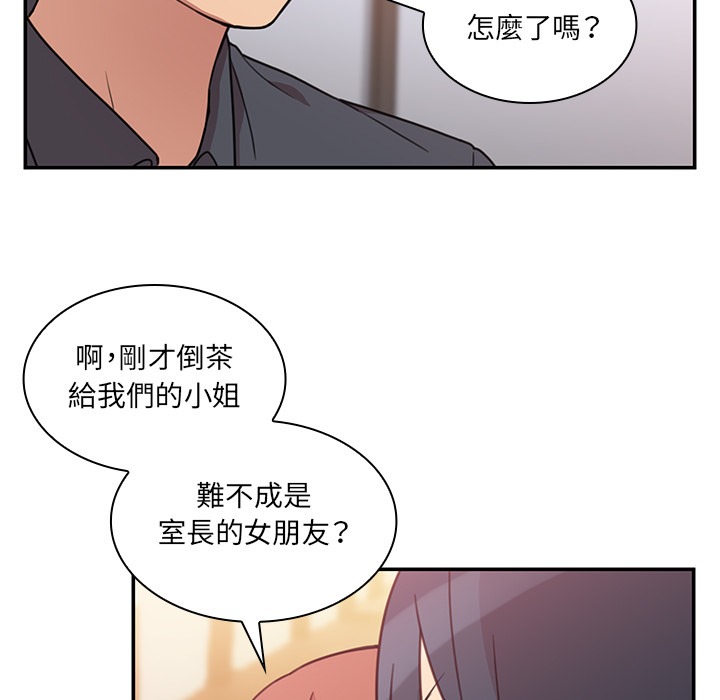 怎麼了嗎？
啊，剛才倒茶
給我們的小姐
難不成是
室長的女朋友？